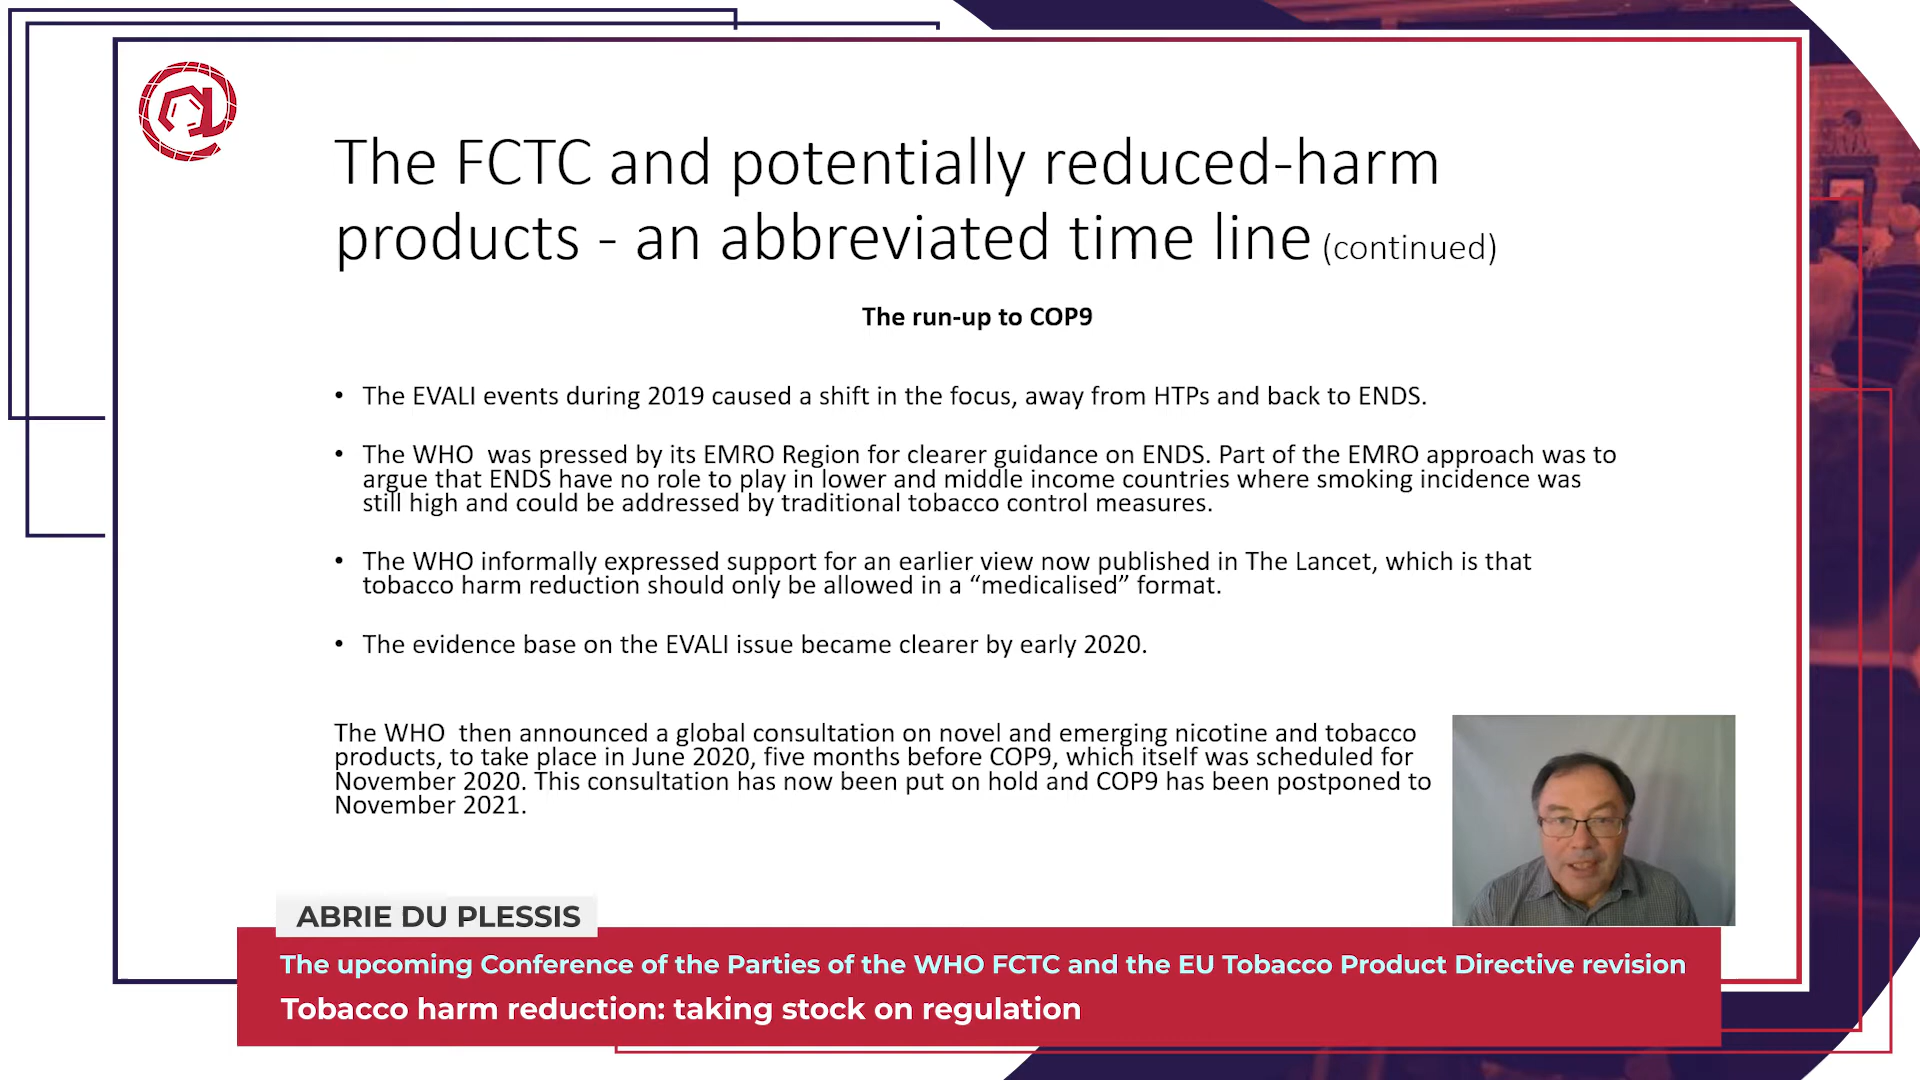 The FCTC and potentially reduced-harm
products - an abbreviated time line (continued)
The run-up to COP9
• The EVALI events during 2019 caused a shift in the focus, away from HTPs and back to ENDS.
• The WHO was pressed by its EMRO Region for clearer guidance on ENDS. Part of the EMRO approach was to
argue that ENDS have no role to play in lower and middle income countries where smoking incidence was
still high and could be addressed by traditional tobacco control measures.
• The WHO informally expressed support for an earlier view now published in The Lancet, which is that
tobacco harm reduction should only be allowed in a “medicalised” format.
• The evidence base on the EVALI issue became clearer by early 2020.
The WHO then announced a global consultation on novel and emerging nicotine and tobacco
products, to take place in June 2020, five months before COP9, which itself was scheduled for
November 2020. This consultation has now been put on hold and COP9 has been postponed to
November 2021.
ABRIE DU PLESSIS
The upcoming Conference of the Parties of the WHO FCTC and the EU Tobacco Product Directive revision
Tobacco harm reduction: taking stock on regulation